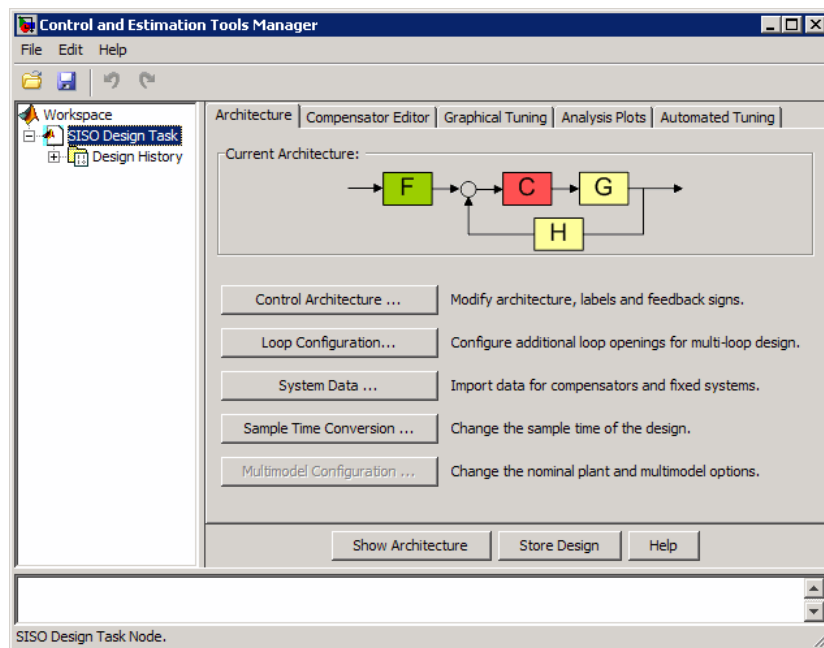 Control and Estimation Tools Manager
File Edit Help
Workspace
SISO Design Task
Design History
Architecture Compensator Editor Graphical Tuning Analysis Plots Automated Tuning
Current Architecture:
F C G
H
Control Architecture ... Modify architecture, labels and feedback signs.
Loop Configuration... Configure additional loop openings for multi-loop design.
System Data ... Import data for compensators and fixed systems.
Sample Time Conversion ... Change the sample time of the design.
Multimodel Configuration ... Change the nominal plant and multimodel options.
Show Architecture Store Design Help
SISO Design Task Node.